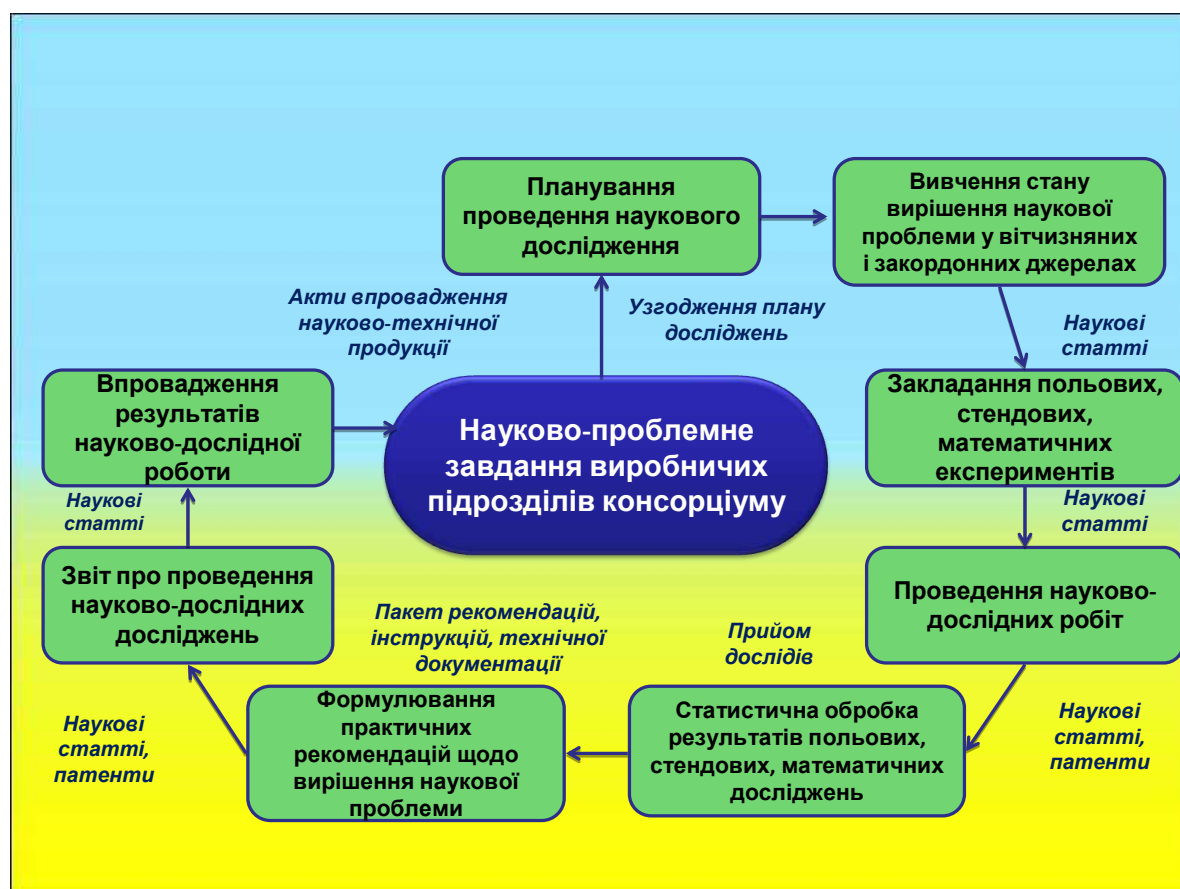 Планування
проведення наукового
дослідження
Вивчення стану
вирішення наукової
проблеми у вітчизняних
і закордонних джерелах
Акти впровадження
науково-технічної
продукції
Узгодження плану
досліджень
Наукові
статті
Впровадження
результатів
науково-дослідної
роботи
Науково-проблемне
завдання виробничих
підрозділів консорціуму
Закладання польових,
стендових,
математичних
експериментів
Наукові
статті
Наукові
статті
Звіт про проведення
науково-дослідних
досліджень
Проведення науково-
дослідних робіт
Пакет рекомендацій,
інструкцій, технічної
документації
Прийом
дослідів
Наукові
статті,
патенти
Формулювання
практичних
рекомендацій щодо
вирішення наукової
проблеми
Статистична обробка
результатів польових,
стендових, математичних
досліджень
Наукові
статті,
патенти